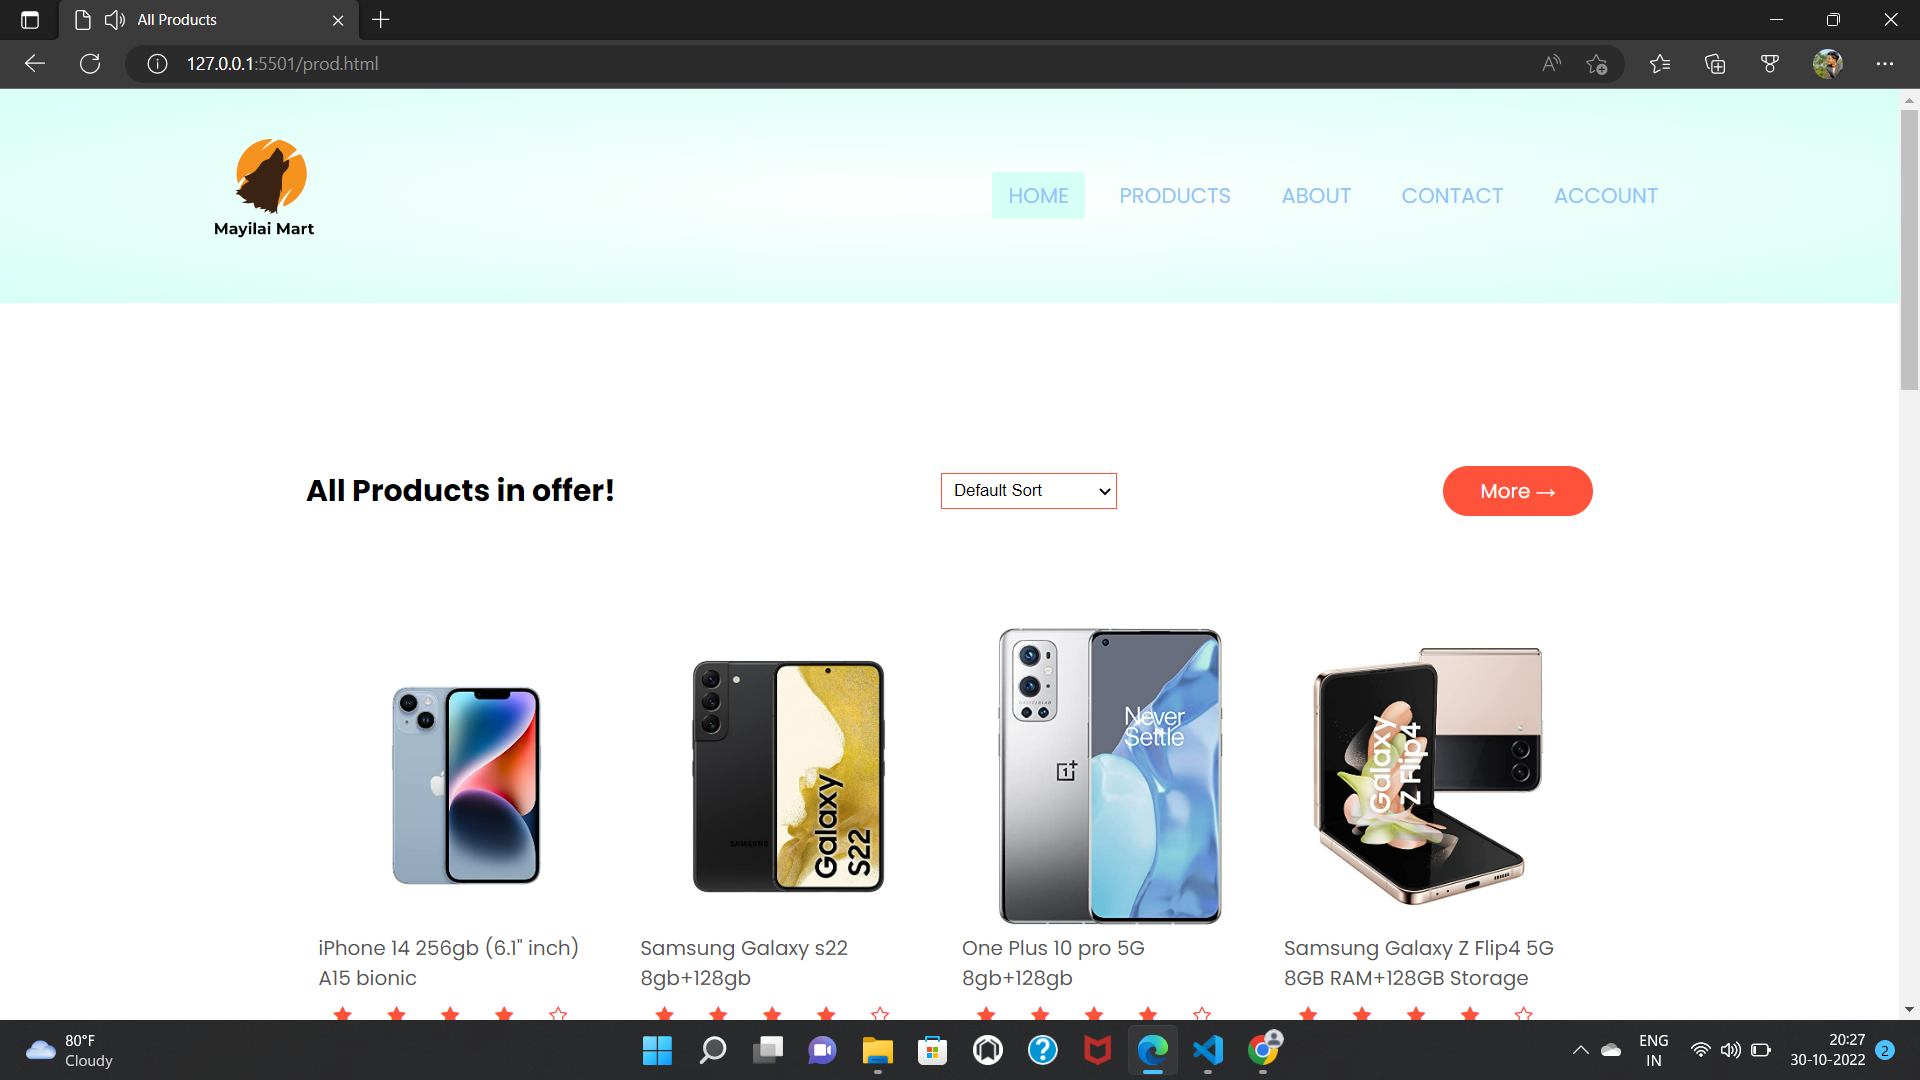 All Products
127.0.0.1:5501/prod.html
Mayilai Mart
HOME
PRODUCTS
ABOUT
CONTACT
ACCOUNT
All Products in offer!
Default Sort
More →
Never
Settle
Galaxy
S22
SAMSUNG
Galaxy
Z Flip4
iPhone 14 256gb (6.1" inch)
A15 bionic
Samsung Galaxy s22
8gb+128gb
One Plus 10 pro 5G
8gb+128gb
Samsung Galaxy Z Flip4 5G
8GB RAM+128GB Storage
80°F
Cloudy
ENG
IN
20:27
30-10-2022
2